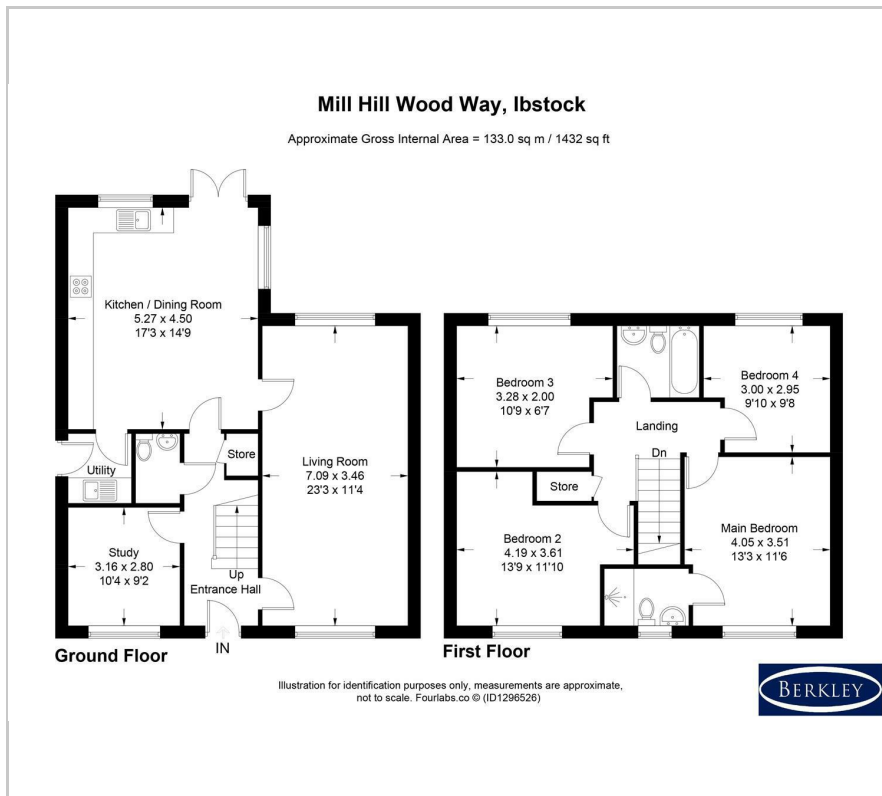 Mill Hill Wood Way, Ibstock
Approximate Gross Internal Area = 133.0 sq m / 1432 sq ft
Kitchen / Dining Room
5.27 x 4.50
17'3 x 14'9
Utility
Store
Living Room
7.09 x 3.46
23'3 x 11'4
Study
3.16 x 2.80
10'4 x 9'2
Up
Entrance Hall
IN
Ground Floor
Bedroom 3
3.28 x 2.00
10'9 x 6'7
Bedroom 4
3.00 x 2.95
9'10 x 9'8
Landing
Dn
Store
Bedroom 2
4.19 x 3.61
13'9 x 11'10
Main Bedroom
4.05 x 3.51
13'3 x 11'6
First Floor
Illustration for identification purposes only, measurements are approximate,
not to scale. Fourlabs.co © (ID1296526)
BERKLEY